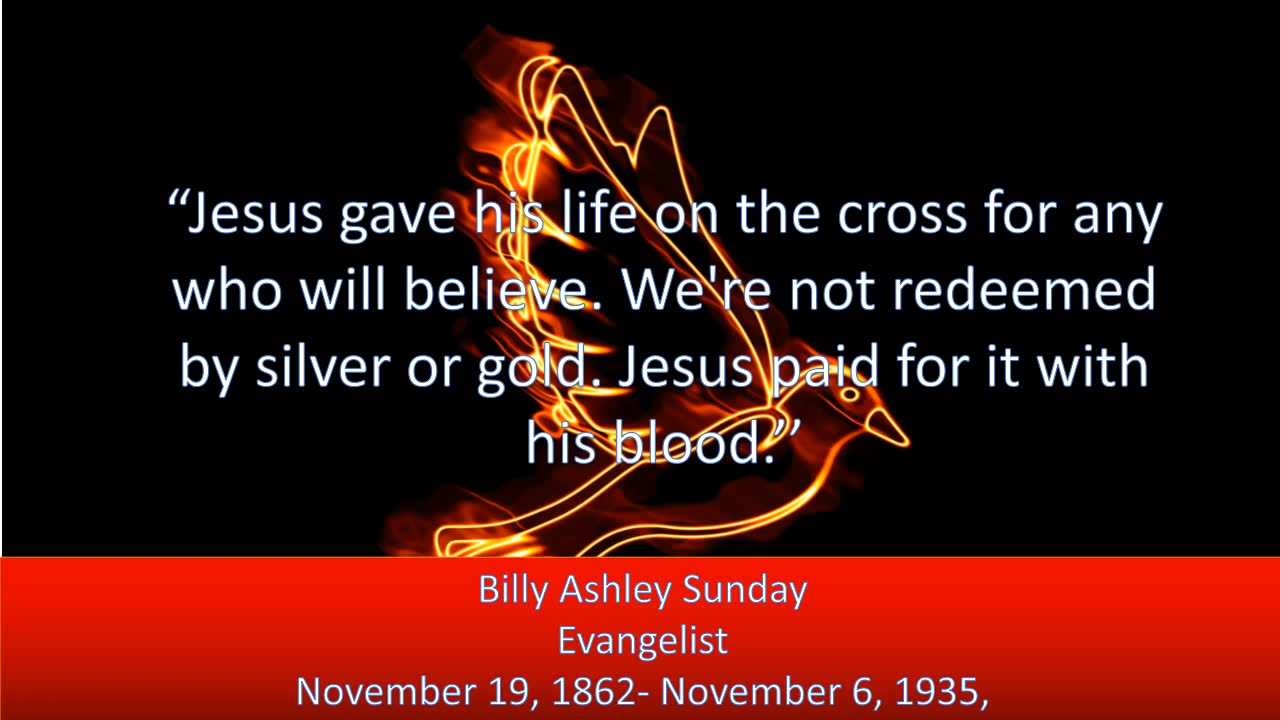 “Jesus gave his life on the cross for any
who will believe. We're not redeemed
by silver or gold. Jesus paid for it with
his blood.”
Billy Ashley Sunday
Evangelist
November 19, 1862- November 6, 1935,